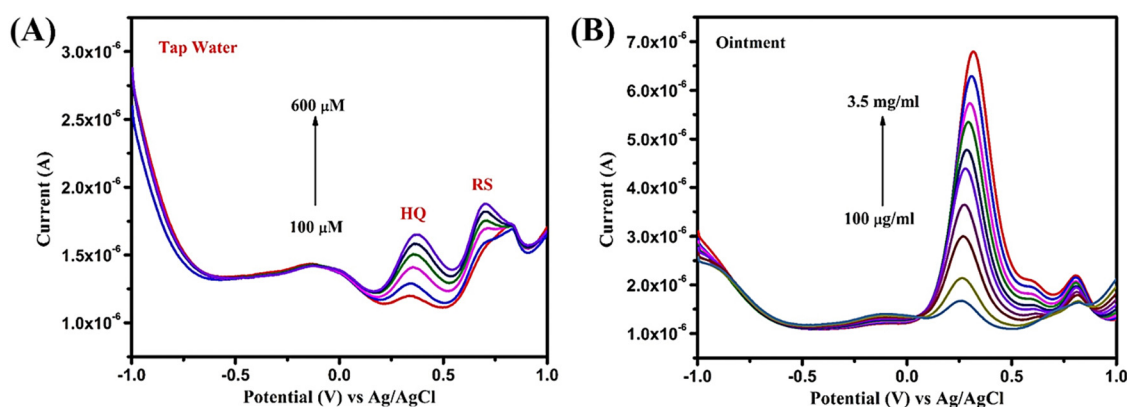 (A)
Tap Water
600 μM
100 μM
HQ
RS
3.0x10⁻⁶
2.5x10⁻⁶
2.0x10⁻⁶
1.5x10⁻⁶
1.0x10⁻⁶
Current (A)
-1.0 -0.5 0.0 0.5 1.0
Potential (V) vs Ag/AgCl
(B)
Ointment
3.5 mg/ml
100 μg/ml
7.0x10⁻⁶
6.0x10⁻⁶
5.0x10⁻⁶
4.0x10⁻⁶
3.0x10⁻⁶
2.0x10⁻⁶
1.0x10⁻⁶
Current (A)
-1.0 -0.5 0.0 0.5 1.0
Potential (V) vs Ag/AgCl